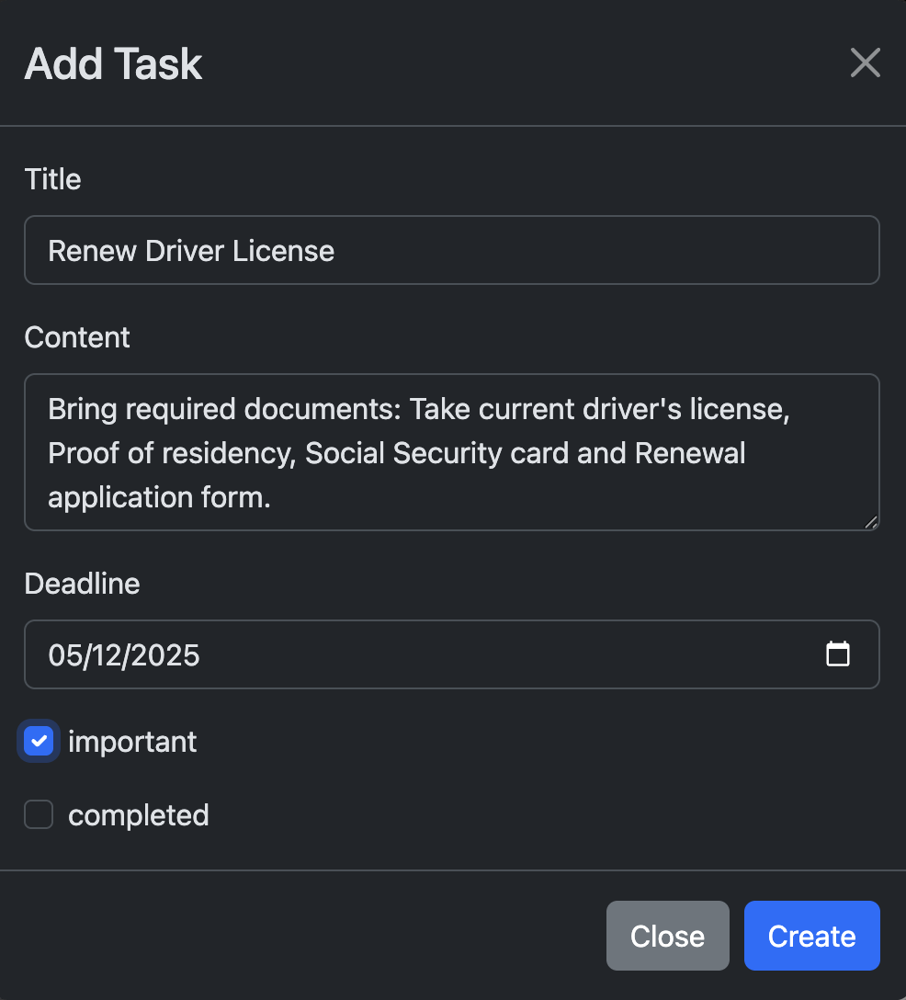 Add Task
Title
Renew Driver License
Content
Bring required documents: Take current driver's license,
Proof of residency, Social Security card and Renewal
application form.
Deadline
05/12/2025
important
completed
Close
Create